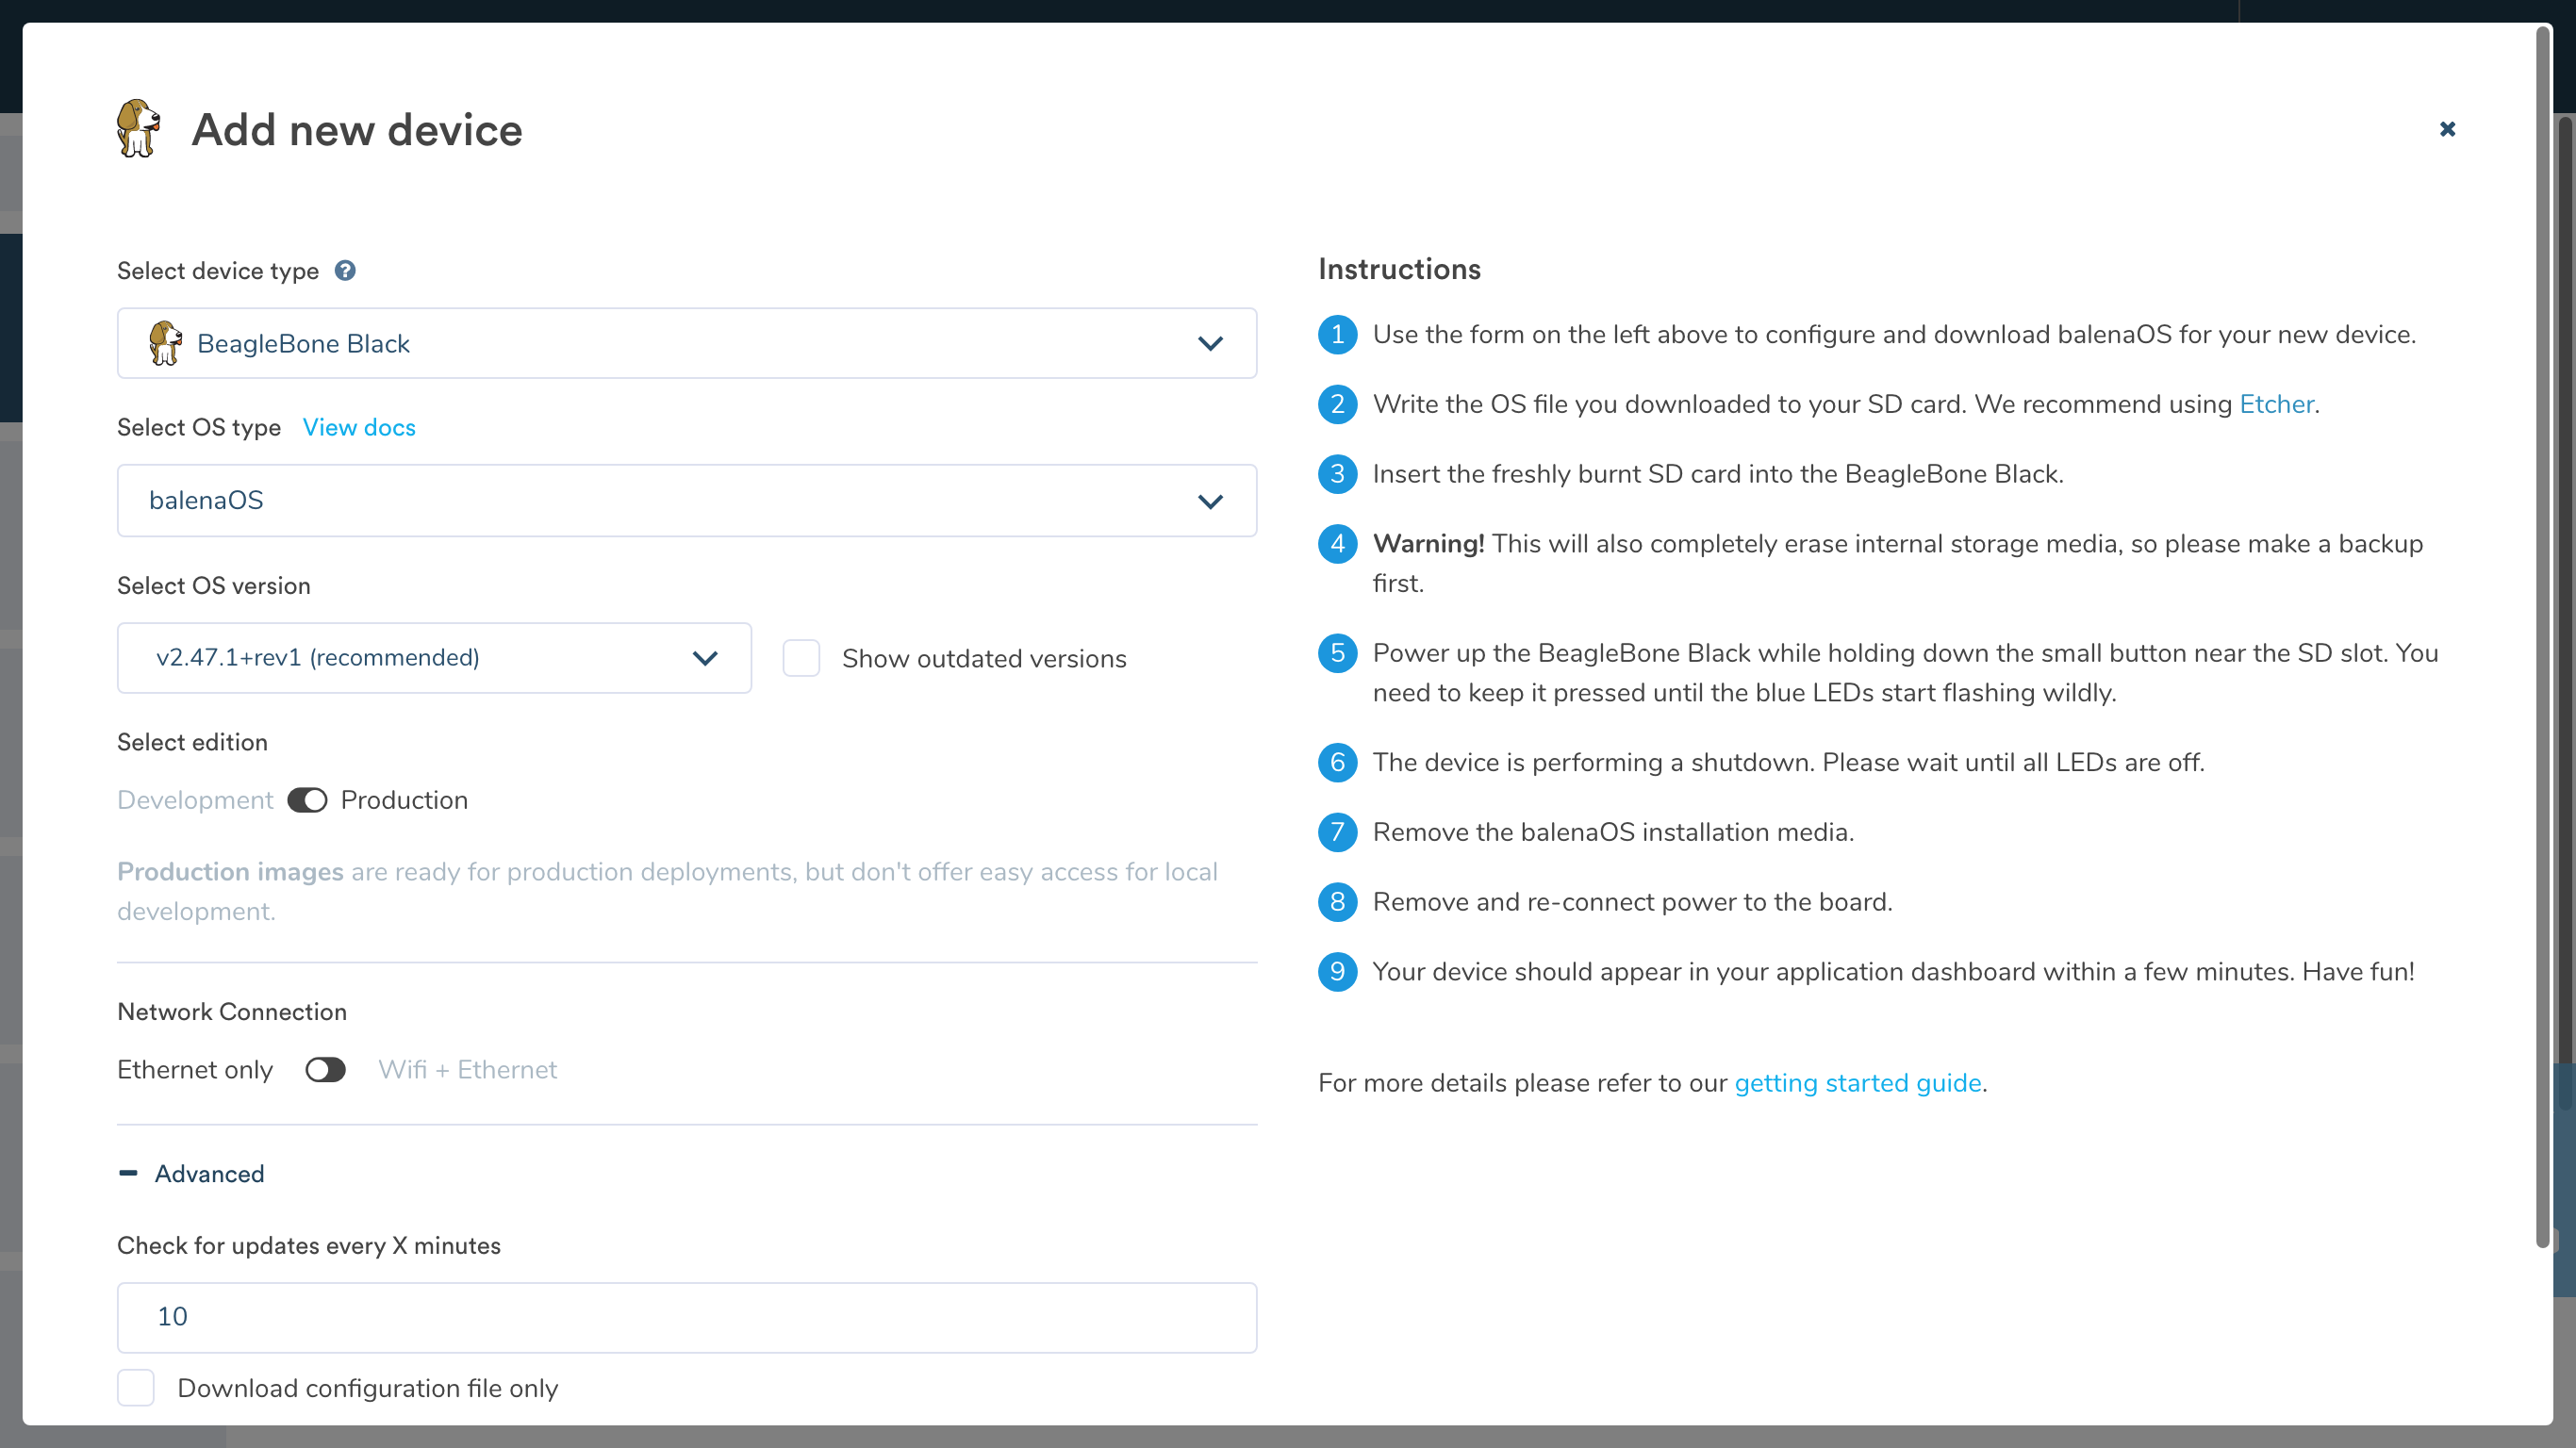 Add new device
Select device type
BeagleBone Black
Select OS type View docs
balenaOS
Select OS version
v2.47.1+rev1 (recommended)
Show outdated versions
Select edition
Development Production
Production images are ready for production deployments, but don't offer easy access for local
development.
Network Connection
Ethernet only Wifi + Ethernet
Advanced
Check for updates every X minutes
10
Download configuration file only
Instructions
1 Use the form on the left above to configure and download balenaOS for your new device.
2 Write the OS file you downloaded to your SD card. We recommend using Etcher.
3 Insert the freshly burnt SD card into the BeagleBone Black.
4 Warning! This will also completely erase internal storage media, so please make a backup
first.
5 Power up the BeagleBone Black while holding down the small button near the SD slot. You
need to keep it pressed until the blue LEDs start flashing wildly.
6 The device is performing a shutdown. Please wait until all LEDs are off.
7 Remove the balenaOS installation media.
8 Remove and re-connect power to the board.
9 Your device should appear in your application dashboard within a few minutes. Have fun!
For more details please refer to our getting started guide.